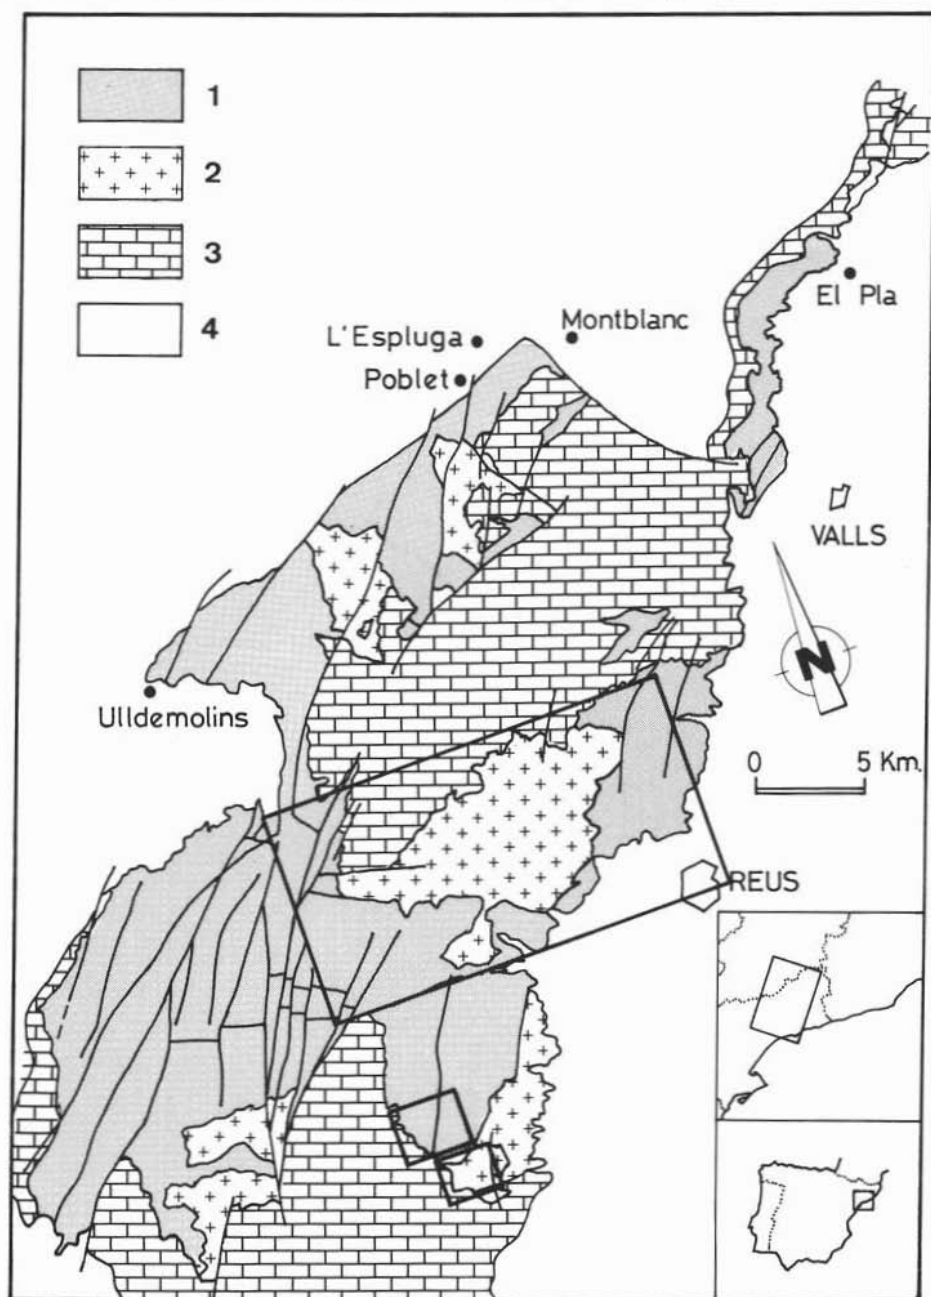 1
2
3
4
El Pla
L'Espluga
Montblanc
Poblet
VALLS
N
Ulldemolins
0 5 Km.
REUS